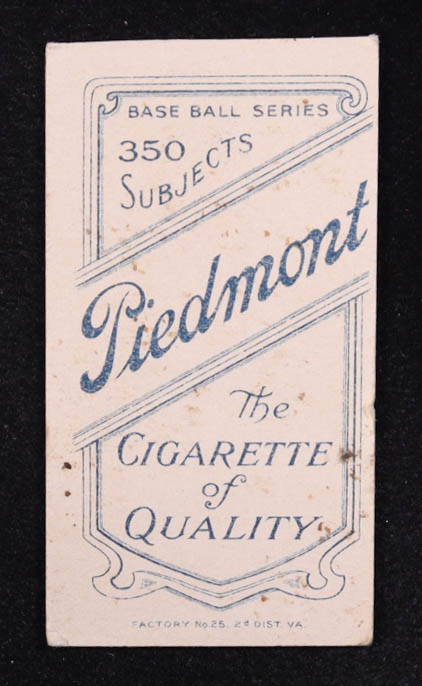 BASE BALL SERIES
350
SUBJECTS
Piedmont
The
CIGARETTE
of
QUALITY
FACTORY No. 25. 2d DIST. VA.